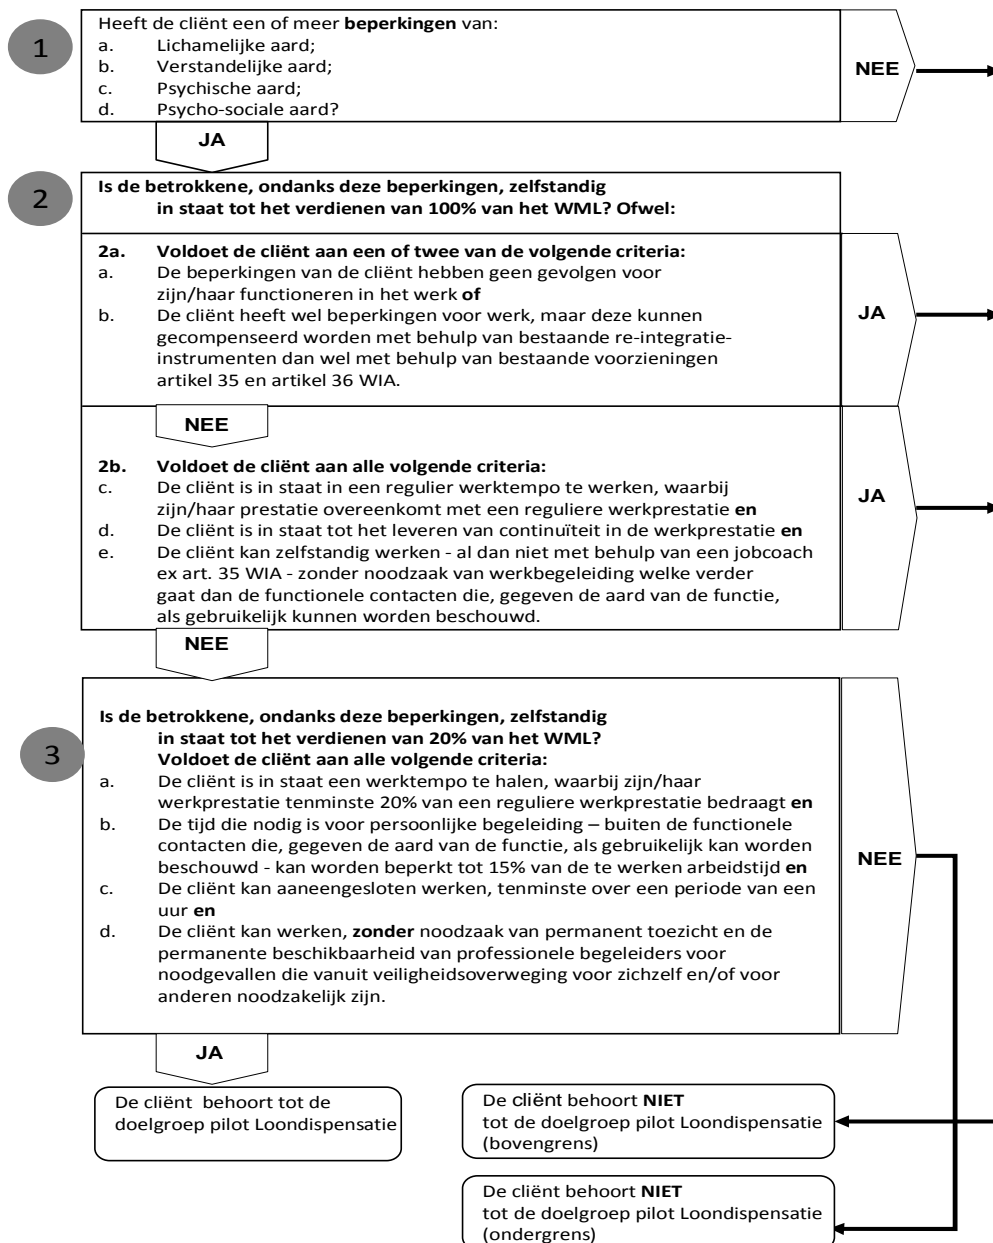 1
Heeft de cliënt een of meer beperkingen van:
a. Lichamelijke aard;
b. Verstandelijke aard;
c. Psychische aard;
d. Psycho-sociale aard?
NEE
JA
2
Is de betrokkene, ondanks deze beperkingen, zelfstandig
in staat tot het verdienen van 100% van het WML? Ofwel:
2a. Voldoet de cliënt aan een of twee van de volgende criteria:
a. De beperkingen van de cliënt hebben geen gevolgen voor
zijn/haar functioneren in het werk of
b. De cliënt heeft wel beperkingen voor werk, maar deze kunnen
gecompenseerd worden met behulp van bestaande re-integratie-
instrumenten dan wel met behulp van bestaande voorzieningen
artikel 35 en artikel 36 WIA.
JA
NEE
2b. Voldoet de cliënt aan alle volgende criteria:
c. De cliënt is in staat in een regulier werktempo te werken, waarbij
zijn/haar prestatie overeenkomt met een reguliere werkprestatie en
d. De cliënt is in staat tot het leveren van continuïteit in de werkprestatie en
e. De cliënt kan zelfstandig werken - al dan niet met behulp van een jobcoach
ex art. 35 WIA - zonder noodzaak van werkbegeleiding welke verder
gaat dan de functionele contacten die, gegeven de aard van de functie,
als gebruikelijk kunnen worden beschouwd.
JA
NEE
3
Is de betrokkene, ondanks deze beperkingen, zelfstandig
in staat tot het verdienen van 20% van het WML?
Voldoet de cliënt aan alle volgende criteria:
a. De cliënt is in staat een werktempo te halen, waarbij zijn/haar
werkprestatie tenminste 20% van een reguliere werkprestatie bedraagt en
b. De tijd die nodig is voor persoonlijke begeleiding – buiten de functionele
contacten die, gegeven de aard van de functie, als gebruikelijk kan worden
beschouwd - kan worden beperkt tot 15% van de te werken arbeidstijd en
c. De cliënt kan aaneengesloten werken, tenminste over een periode van een
uur en
d. De cliënt kan werken, zonder noodzaak van permanent toezicht en de
permanente beschikbaarheid van professionele begeleiders voor
noodgevallen die vanuit veiligheidsoverweging voor zichzelf en/of voor
anderen noodzakelijk zijn.
NEE
JA
De cliënt behoort tot de
doelgroep pilot Loondispensatie
De cliënt behoort NIET
tot de doelgroep pilot Loondispensatie
(bovengrens)
De cliënt behoort NIET
tot de doelgroep pilot Loondispensatie
(ondergrens)